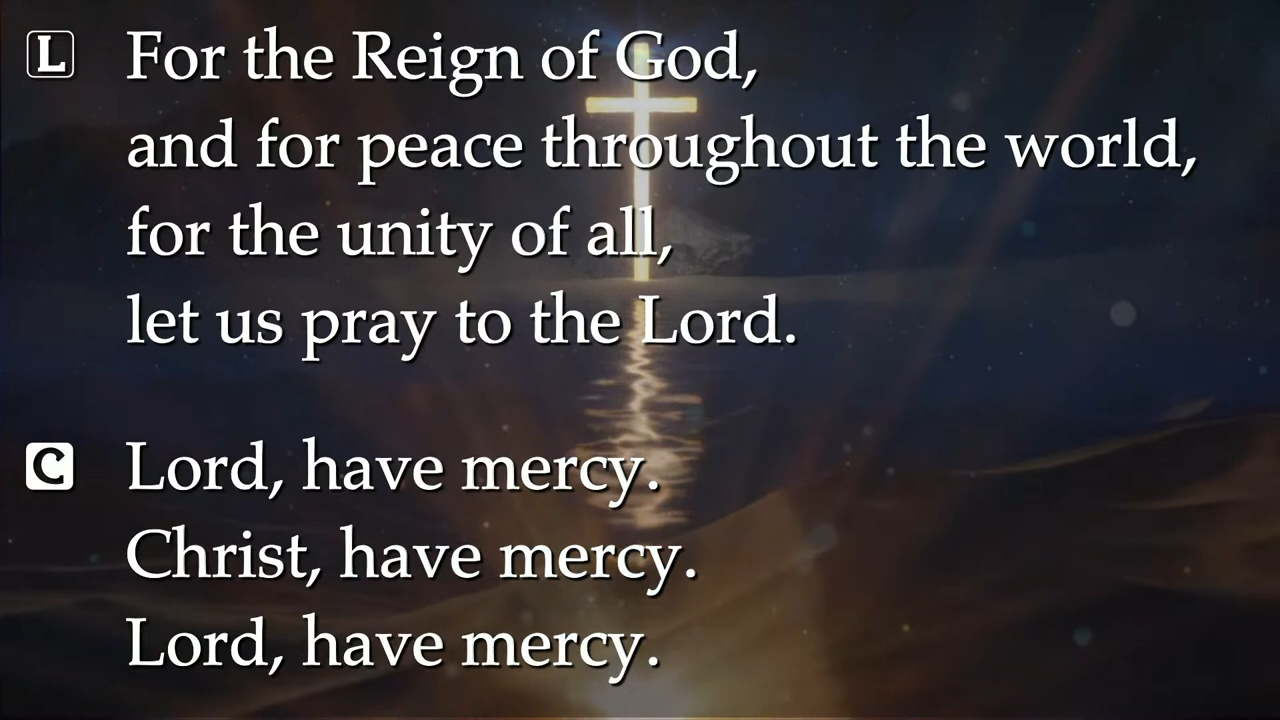 L For the Reign of God,
and for peace throughout the world,
for the unity of all,
let us pray to the Lord.
C Lord, have mercy.
Christ, have mercy.
Lord, have mercy.